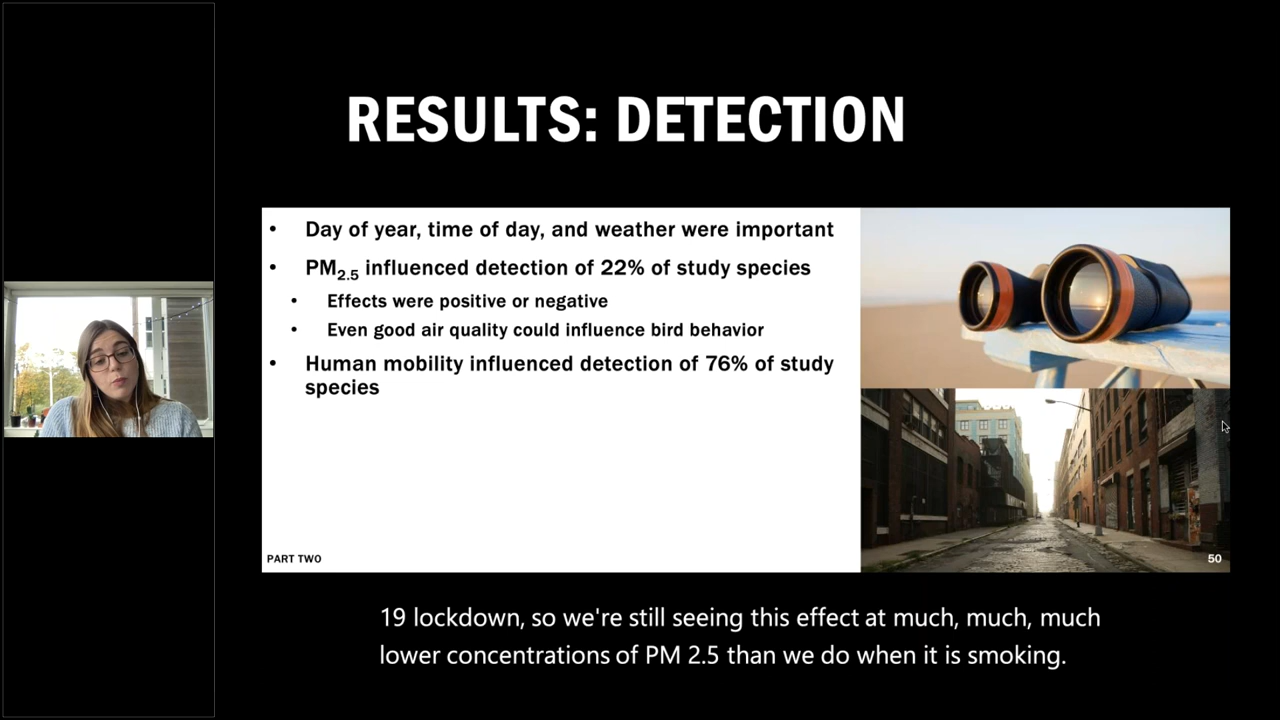 RESULTS: DETECTION
• Day of year, time of day, and weather were important
• PM2.5 influenced detection of 22% of study species
• Effects were positive or negative
• Even good air quality could influence bird behavior
• Human mobility influenced detection of 76% of study
species
PART TWO
50
19 lockdown, so we're still seeing this effect at much, much, much
lower concentrations of PM 2.5 than we do when it is smoking.